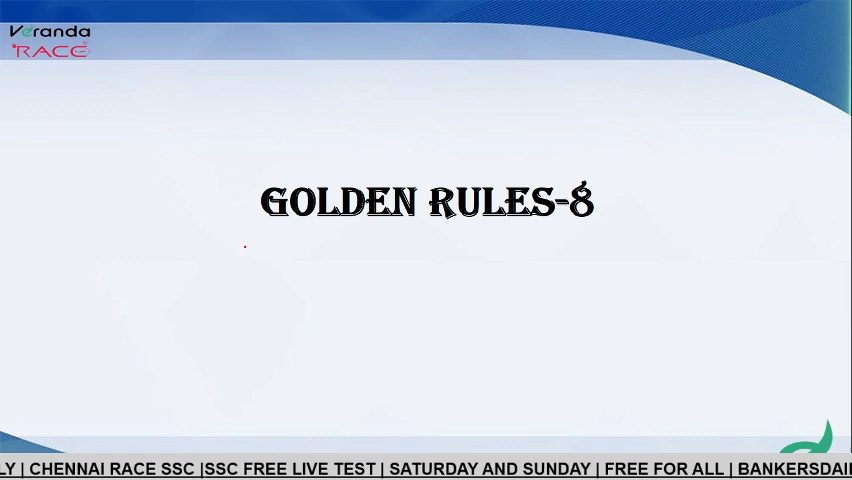 Veranda
RACE
GOLDEN RULES-8
LY | CHENNAI RACE SSC |SSC FREE LIVE TEST | SATURDAY AND SUNDAY | FREE FOR ALL | BANKERSDAI